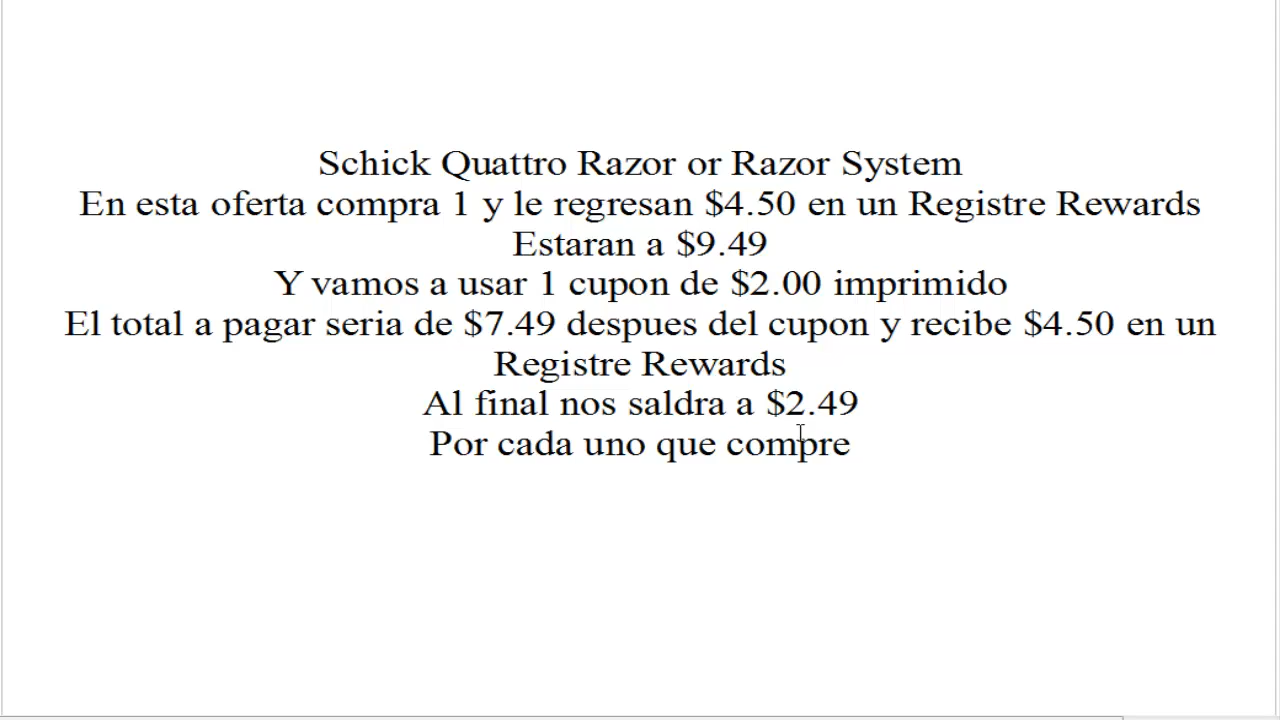 Schick Quattro Razor or Razor System
En esta oferta compra 1 y le regresan $4.50 en un Registre Rewards
Estaran a $9.49
Y vamos a usar 1 cupon de $2.00 imprimido
El total a pagar seria de $7.49 despues del cupon y recibe $4.50 en un
Registre Rewards
Al final nos saldra a $2.49
Por cada uno que compre